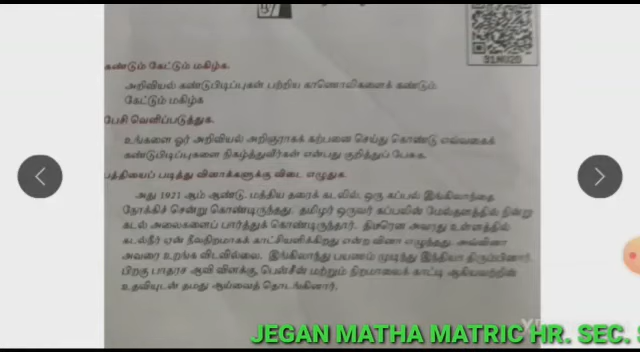 31NU2D
கண்டும் கேட்டும் மகிழ்க
அறிவியல் கண்டுபிடிப்புகள் பற்றிய காணொலிகளைக் கண்டும்
கேட்டும் மகிழ்க
பேசி வெளிப்படுத்துக
உங்களை ஓர் அறிவியல் அறிஞராகக் கற்பனை செய்து கொண்டு எவ்வகைக்
கண்டுபிடிப்புகளை நிகழ்த்துவீர்கள் என்பது குறித்துப் பேசுக.
பத்தியைப் படித்து வினாக்களுக்கு விடை எழுதுக.
அது 1921 ஆம் ஆண்டு. மத்திய தரைக் கடலில், ஒரு கப்பல் இங்கிலாந்தை
நோக்கிச் சென்று கொண்டிருந்தது. தமிழர் ஒருவர் கப்பலின் மேல்தளத்தில் நின்று
கடல் அலைகளைப் பார்த்துக் கொண்டிருந்தார். திடீரென அவரது உள்ளத்தில்
கடல்நீர் ஏன் நீலநிறமாகக் காட்சியளிக்கிறது என்ற வினா எழுந்தது. அவ்வினா
அவரை உறங்க விடவில்லை. இங்கிலாந்து பயணம் முடிந்து இந்தியா திரும்பினார்.
பிறகு பாதரச ஆவி விளக்கு, பென்சீன் மற்றும் நிறமாலைக் காட்டி ஆகியவற்றின்
உதவியுடன் தமது ஆய்வைத் தொடங்கினார்.
JEGAN MATHA MATRIC HR. SEC.